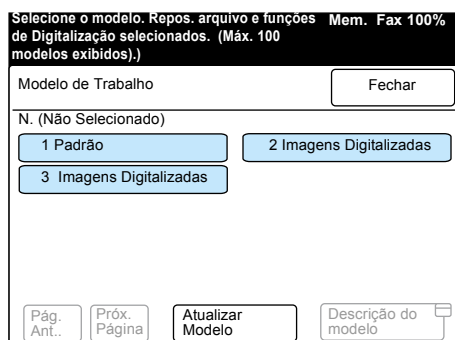 Selecione o modelo. Repos. arquivo e funções Mem. Fax 100%
de Digitalização selecionados. (Máx. 100
modelos exibidos).)
Modelo de Trabalho Fechar
N. (Não Selecionado)
1 Padrão 2 Imagens Digitalizadas
3 Imagens Digitalizadas
Pág. Próx. Atualizar Descrição do
Ant.. Página Modelo modelo